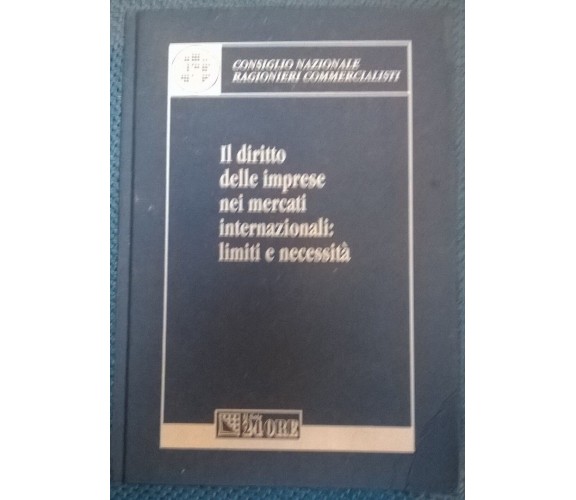 CONSIGLIO NAZIONALE
RAGIONIERI COMMERCIALISTI
Il diritto
delle imprese
nei mercati
internazionali:
limiti e necessità
24 ORE